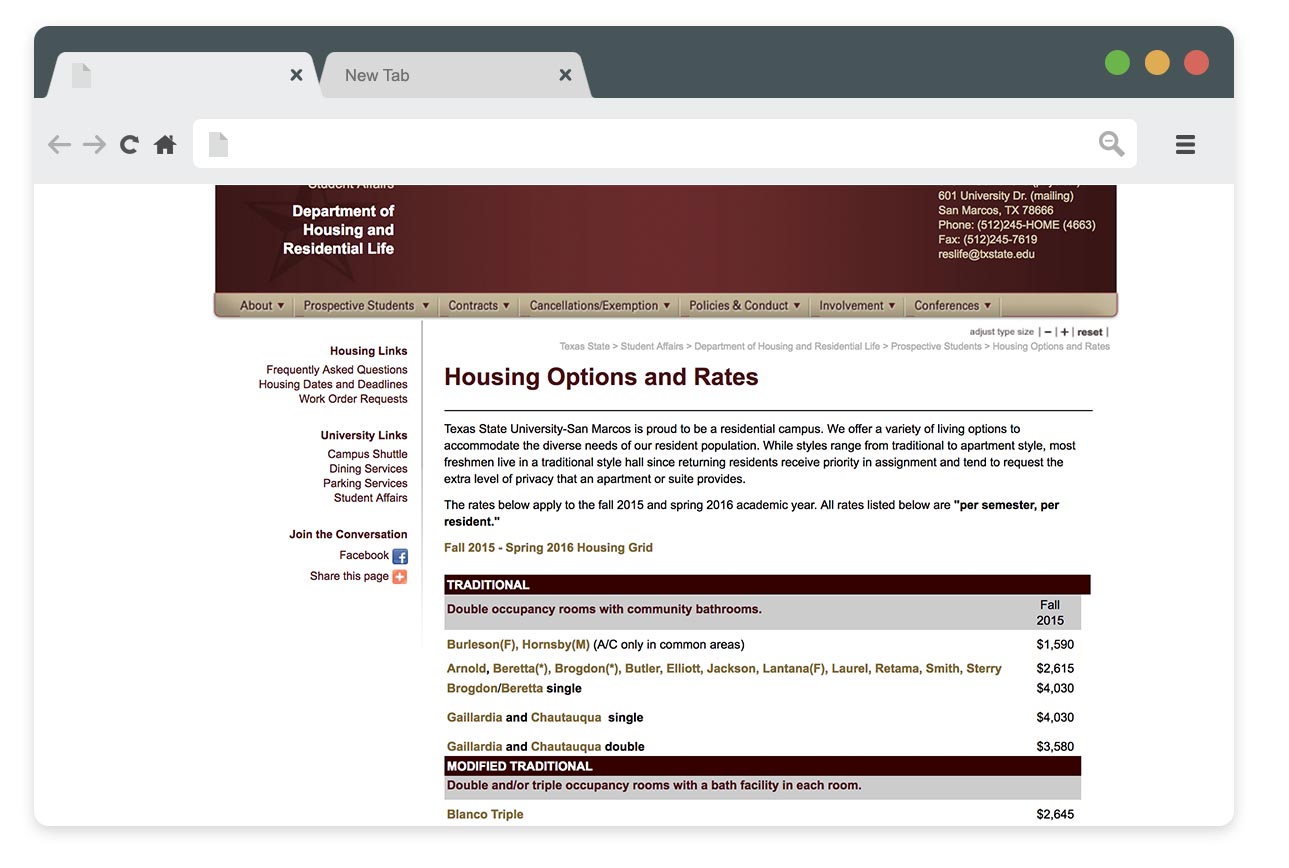 New Tab
Student Affairs
Department of
Housing and
Residential Life
601 University Dr. (mailing)
San Marcos, TX 78666
Phone: (512)245-HOME (4663)
Fax: (512)245-7619
reslife@txstate.edu
About Prospective Students Contracts Cancellations/Exemption Policies & Conduct Involvement Conferences
adjust type size | − | + | reset |
Texas State > Student Affairs > Department of Housing and Residential Life > Prospective Students > Housing Options and Rates
Housing Links
Frequently Asked Questions
Housing Dates and Deadlines
Work Order Requests
University Links
Campus Shuttle
Dining Services
Parking Services
Student Affairs
Join the Conversation
Facebook
Share this page
Housing Options and Rates
Texas State University-San Marcos is proud to be a residential campus. We offer a variety of living options to
accommodate the diverse needs of our resident population. While styles range from traditional to apartment style, most
freshmen live in a traditional style hall since returning residents receive priority in assignment and tend to request the
extra level of privacy that an apartment or suite provides.
The rates below apply to the fall 2015 and spring 2016 academic year. All rates listed below are "per semester, per
resident."
Fall 2015 - Spring 2016 Housing Grid
TRADITIONAL
Double occupancy rooms with community bathrooms. Fall
2015
Burleson(F), Hornsby(M) (A/C only in common areas) $1,590
Arnold, Beretta(*), Brogdon(*), Butler, Elliott, Jackson, Lantana(F), Laurel, Retama, Smith, Sterry $2,615
Brogdon/Beretta single $4,030
Gaillardia and Chautauqua single $4,030
Gaillardia and Chautauqua double $3,580
MODIFIED TRADITIONAL
Double and/or triple occupancy rooms with a bath facility in each room.
Blanco Triple $2,645